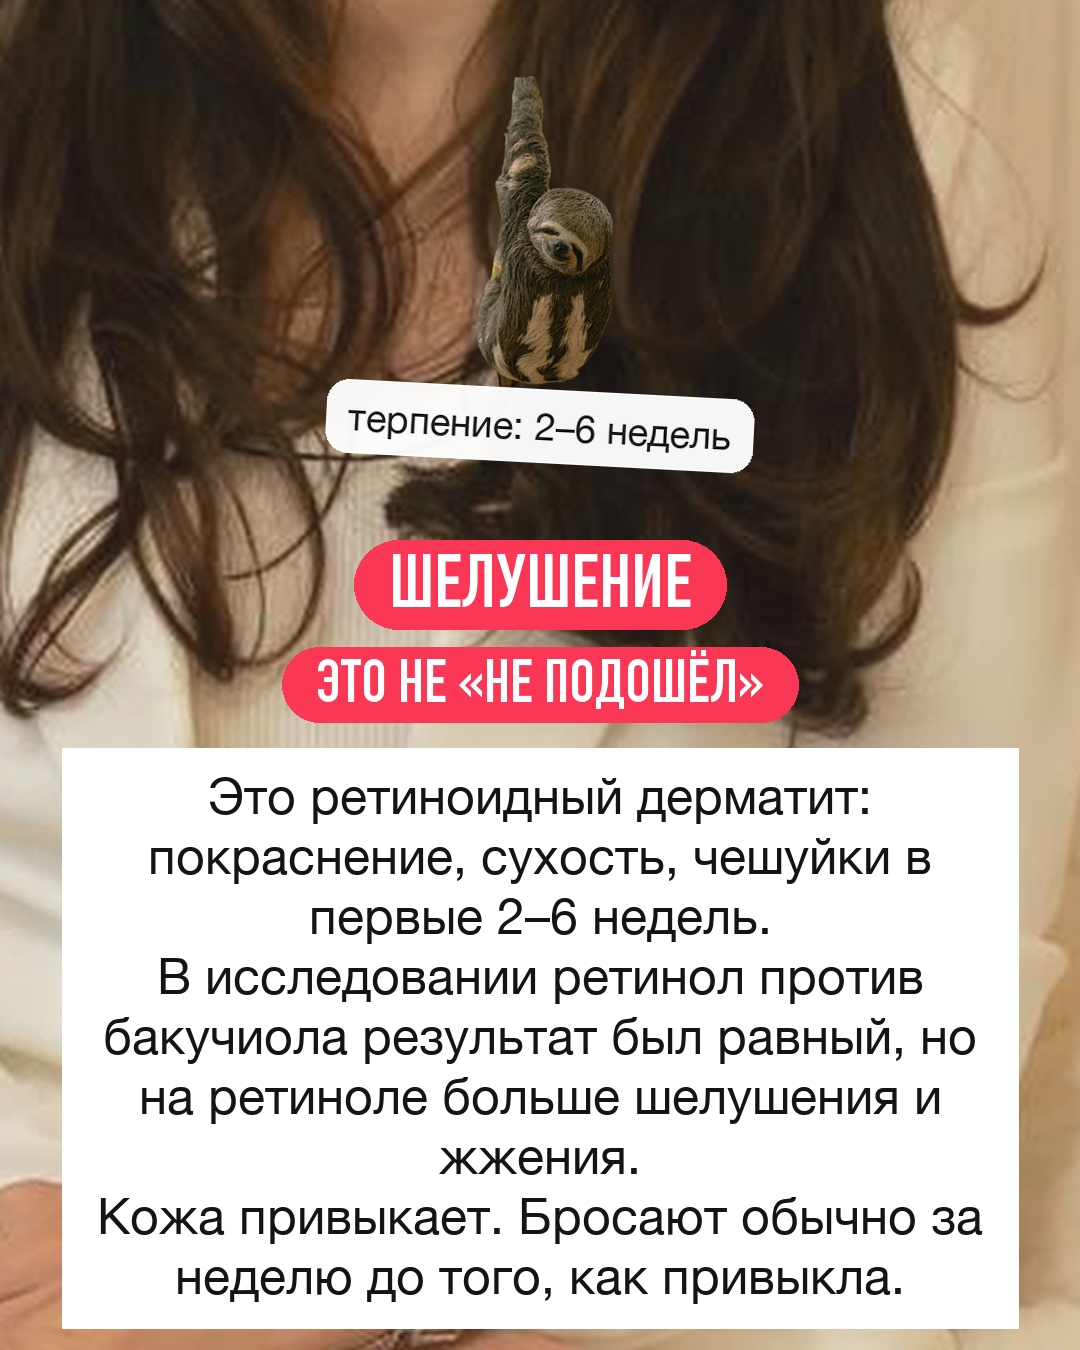 терпение: 2–6 недель
ШЕЛУШЕНИЕ
ЭТО НЕ «НЕ ПОДОШЁЛ»
Это ретиноидный дерматит:
покраснение, сухость, чешуйки в
первые 2–6 недель.
В исследовании ретинол против
бакучиола результат был равный, но
на ретиноле больше шелушения и
жжения.
Кожа привыкает. Бросают обычно за
неделю до того, как привыкла.